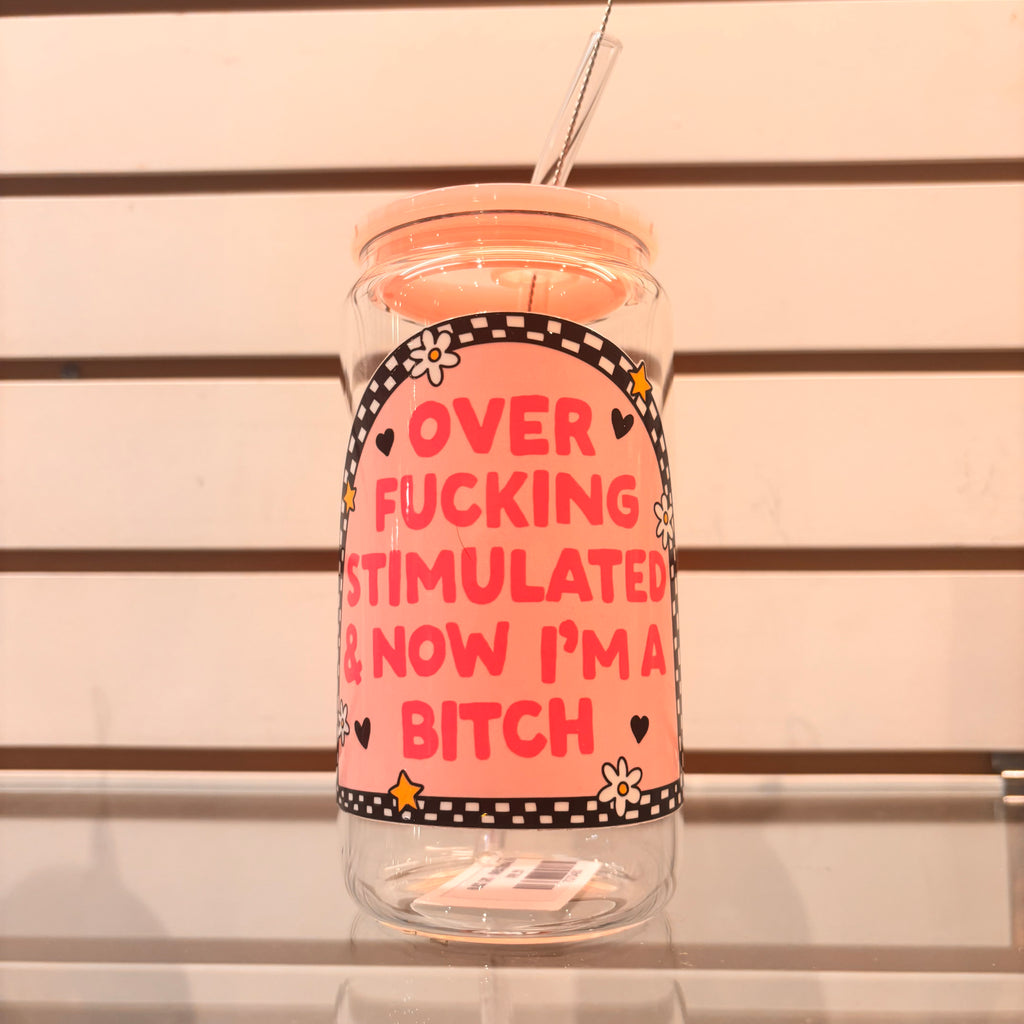 OVER
FUCKING
STIMULATED
& NOW I'M A
BITCH